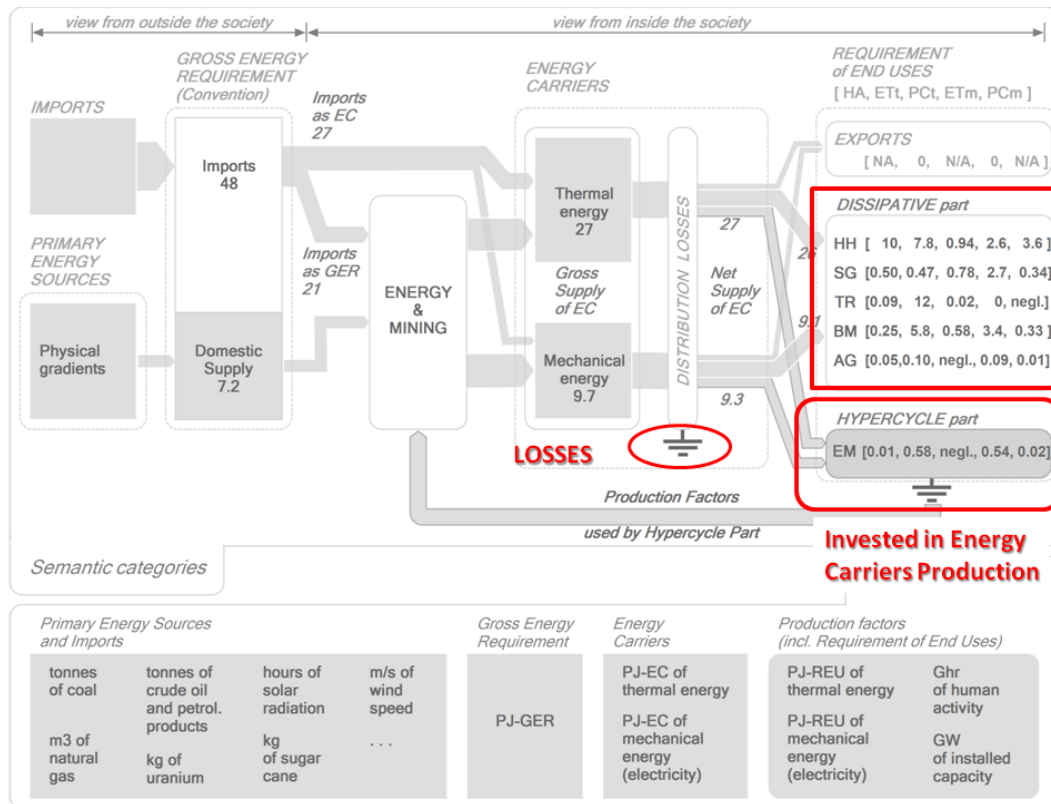 view from outside the society
view from inside the society
IMPORTS
GROSS ENERGY
REQUIREMENT
(Convention)
Imports
as EC
27
ENERGY
CARRIERS
REQUIREMENT
of END USES
[ HA, ETt, PCt, ETm, PCm ]
EXPORTS
[ NA, 0, N/A, 0, N/A ]
Imports
48
Thermal
energy
27
DISSIPATIVE part
HH [ 10, 7.8, 0.94, 2.6, 3.6]
SG [0.50, 0.47, 0.78, 2.7, 0.34]
TR [0.09, 12, 0.02, 0, negl.]
BM [0.25, 5.8, 0.58, 3.4, 0.33]
AG [0.05,0.10, negl., 0.09, 0.01]
27
26
PRIMARY
ENERGY
SOURCES
Imports
as GER
21
ENERGY
&
MINING
Gross
Supply
of EC
DISTRIBUTION LOSSES
Net
Supply
of EC
9.1
Physical
gradients
Domestic
Supply
7.2
Mechanical
energy
9.7
9.3
HYPERCYCLE part
EM [0.01, 0.58, negl., 0.54, 0.02]
LOSSES
Production Factors
used by Hypercycle Part
Invested in Energy
Carriers Production
Semantic categories
Primary Energy Sources
and Imports
tonnes
of coal
tonnes of
crude oil
and petrol.
products
hours of
solar
radiation
m/s of
wind
speed
m3 of
natural
gas
kg of
uranium
kg
of sugar
cane
. . .
Gross Energy
Requirement
PJ-GER
Energy
Carriers
PJ-EC of
thermal energy
PJ-EC of
mechanical
energy
(electricity)
Production factors
(incl. Requirement of End Uses)
PJ-REU of
thermal energy
Ghr
of human
activity
PJ-REU of
mechanical
energy
(electricity)
GW
of installed
capacity